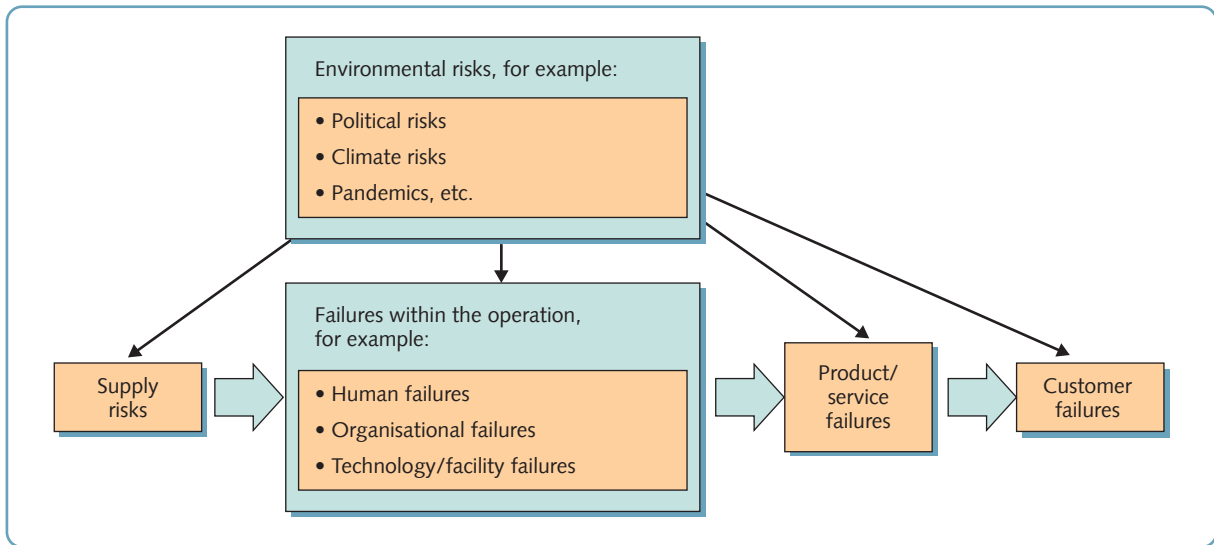 Environmental risks, for example:
• Political risks
• Climate risks
• Pandemics, etc.
Failures within the operation,
for example:
• Human failures
• Organisational failures
• Technology/facility failures
Supply
risks
Product/
service
failures
Customer
failures